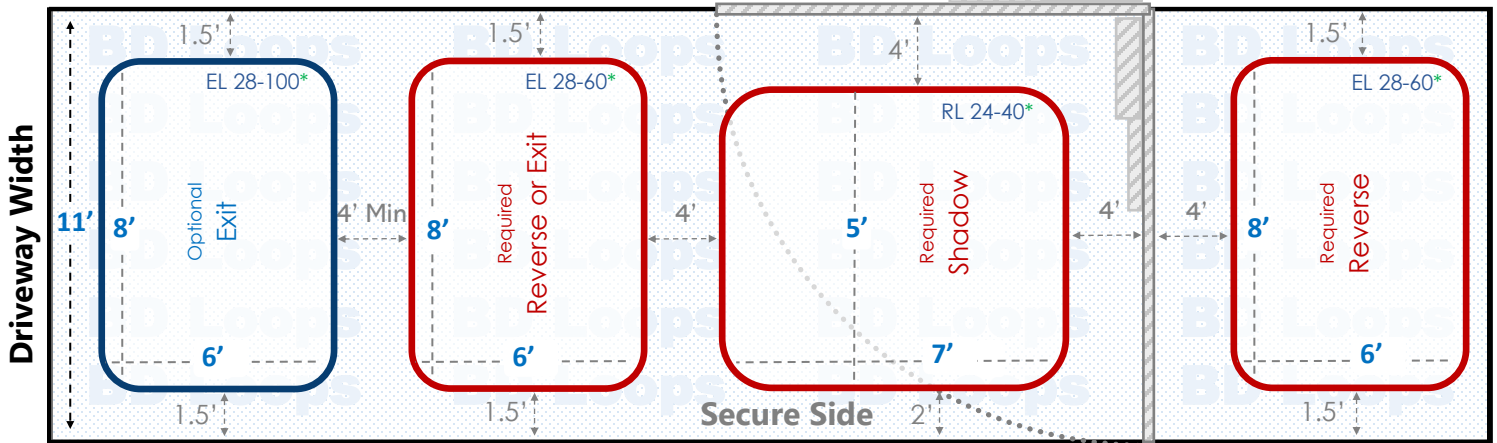 Driveway Width
11'
1.5'
EL 28-100*
8'
Optional
Exit
6'
1.5'
4' Min
1.5'
EL 28-60*
8'
Required
Reverse or Exit
6'
1.5'
4'
4'
RL 24-40*
5'
Required
Shadow
7'
2'
Secure Side
4'
4'
1.5'
EL 28-60*
8'
Required
Reverse
6'
1.5'
BD Loops